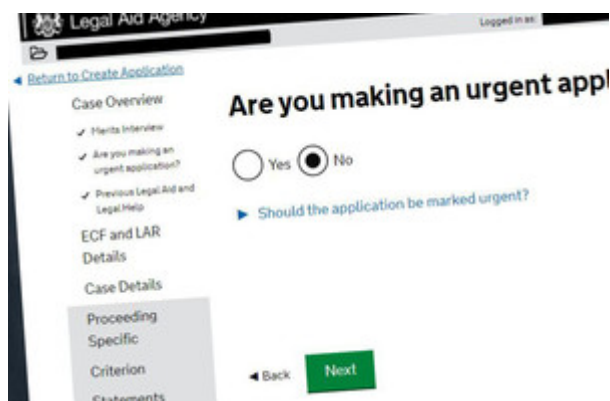 Legal Aid Agency
Logged in as:
Return to Create Application
Case Overview
Merits Interview
Are you making an
urgent application?
Previous Legal Aid and
Legal Help
ECF and LAR
Details
Case Details
Proceeding
Specific
Criterion
Statements
Are you making an urgent appl
Yes No
Should the application be marked urgent?
Back Next